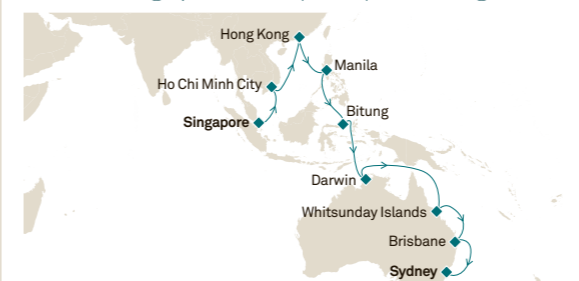 Hong Kong
Manila
Ho Chi Minh City
Bitung
Singapore
Darwin
Whitsunday Islands
Brisbane
Sydney